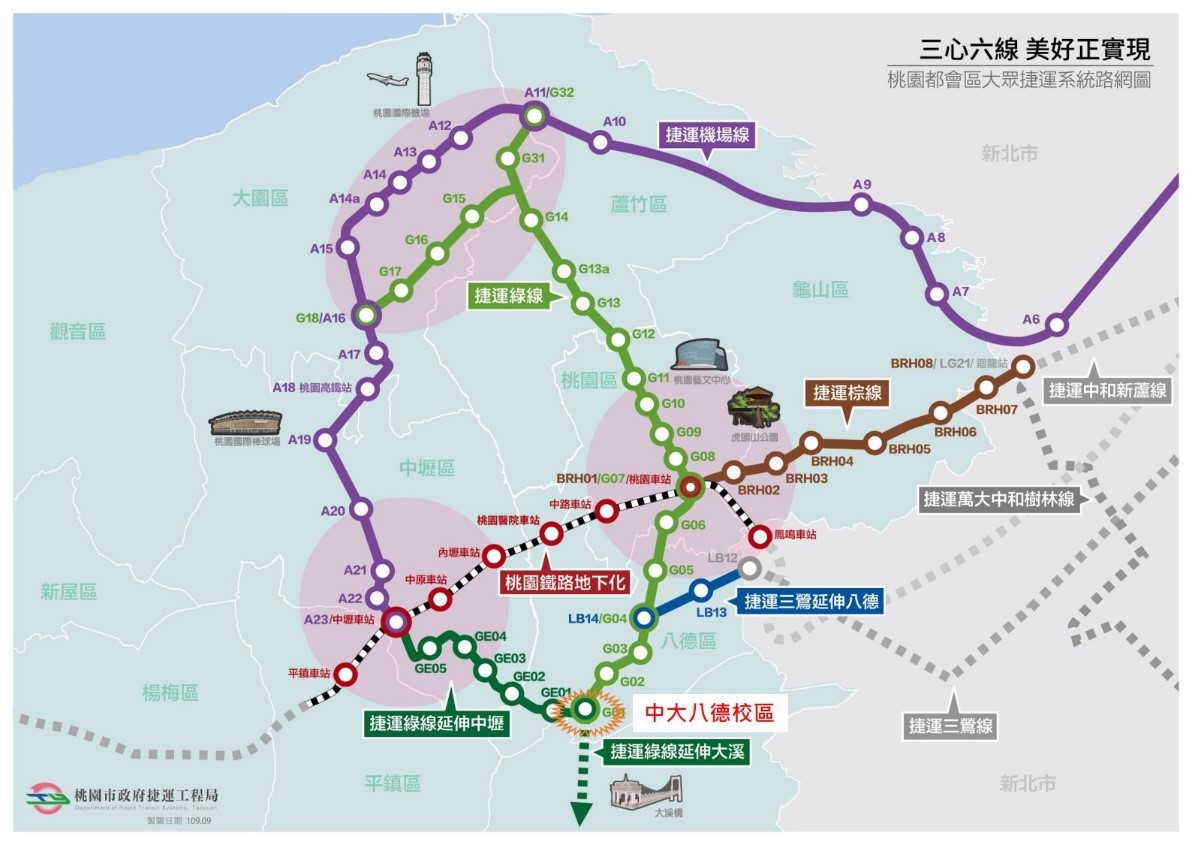 三心六線 美好正實現
桃園都會區大眾捷運系統路網圖
桃園國際機場
A11/G32
A12
A10
捷運機場線
A13
G31
新北市
A14
A9
大園區
A14a
G15
蘆竹區
G14
A8
A15
G16
G13a
G17
捷運綠線
G13
龜山區
A7
G18/A16
A6
觀音區
G12
A17
桃園藝文中心
BRH08/ LG21/ 迴龍站
A18 桃園高鐵站
桃園區
G11
捷運棕線
捷運中和新蘆線
G10
BRH07
虎頭山公園
BRH06
桃園國際棒球場
A19
G09
BRH05
中壢區
G08
BRH04
BRH01/G07/桃園車站
BRH03
BRH02
捷運萬大中和樹林線
中路車站
A20
桃園醫院車站
G06
鳳鳴車站
內壢車站
LB12
A21
中原車站
桃園鐵路地下化
G05
新屋區
A22
捷運三鶯延伸八德
LB13
A23/中壢車站
LB14/G04
GE04
八德區
GE05
G03
GE03
平鎮車站
G02
GE02
楊梅區
GE01
G01
中大八德校區
捷運綠線延伸中壢
捷運三鶯線
捷運綠線延伸大溪
平鎮區
新北市
桃園市政府捷運工程局
Department of Rapid Transit Systems, Taoyuan
大溪橋
製圖日期 109.09